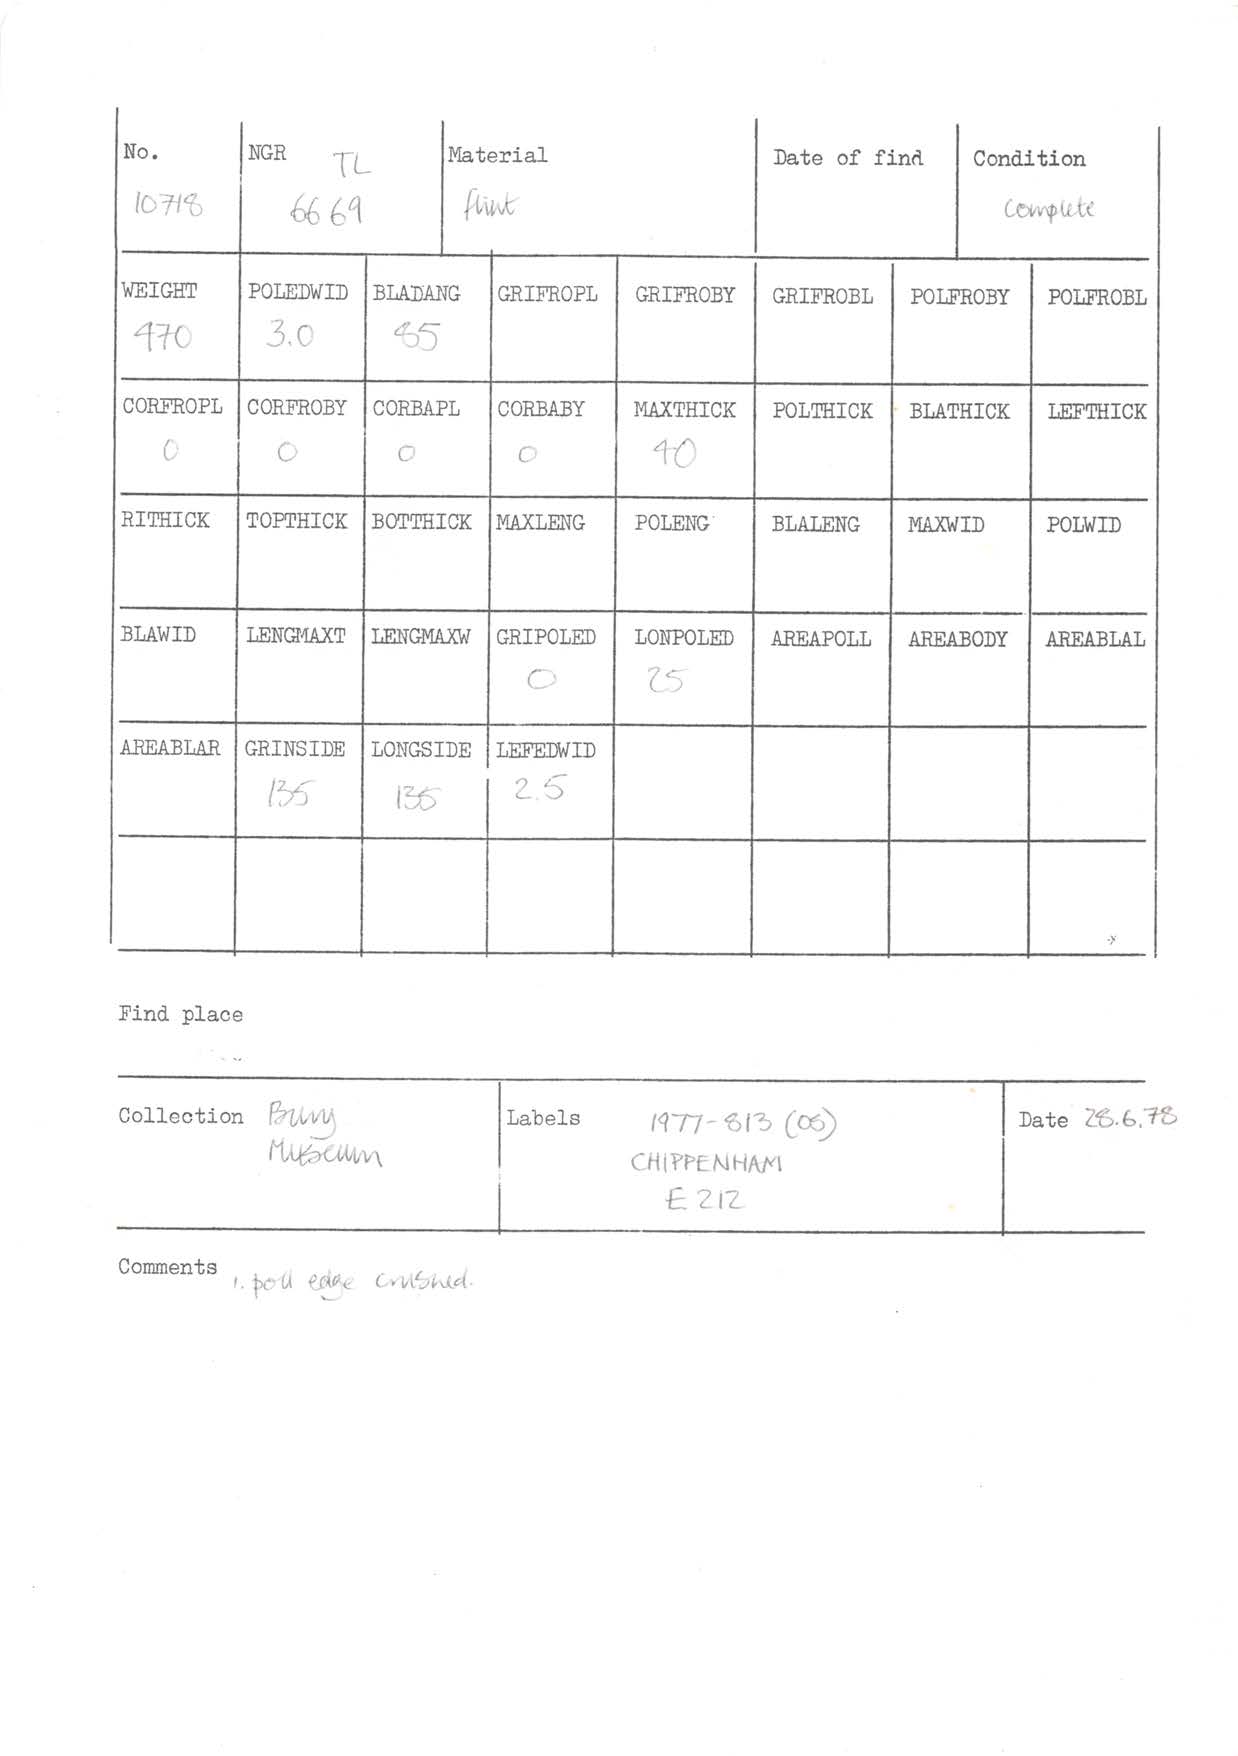 No. NGR TL Material Date of find Condition
10718 6669 flint complete
WEIGHT POLEDWID BLADANG GRIFROPL GRIFROBY GRIFROBL POLFROBY POLFROBL
470 3.0 85
CORFROPL CORFROBY CORBAPL CORBABY MAXTHICK POLTHICK BLATHICK LEFTHICK
0 0 0 0 40
RITHICK TOPTHICK BOTTHICK MAXLENG POLENG BLALENG MAXWID POLWID
BLAWID LENGMAXT LENGMAXW GRIPOLED LONPOLED AREAPOLL AREABODY AREABLAL
0 25
AREABLAR GRINSIDE LONGSIDE LEFEDWID
135 135 2.5
Find place
Collection Bury Labels 1977-813 (OS) Date 28.6.78
Museum CHIPPENHAM
E 212
Comments 1. poll edge crushed.